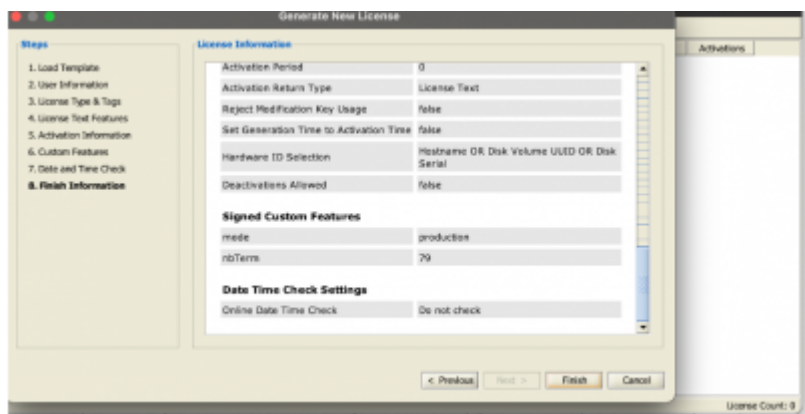 Generate New License
Steps
1. Load Template
2. User Information
3. License Type & Tags
4. License Text Features
5. Activation Information
6. Custom Features
7. Date and Time Check
8. Finish Information
License Information
Activation Period 0
Activation Return Type License Text
Reject Modification Key Usage false
Set Generation Time to Activation Time false
Hardware ID Selection Hostname OR Disk Volume UUID OR Disk
Serial
Deactivations Allowed false
Signed Custom Features
mode production
nbTerm 79
Date Time Check Settings
Online Date Time Check Do not check
< Previous Next > Finish Cancel
Activations
License Count: 0